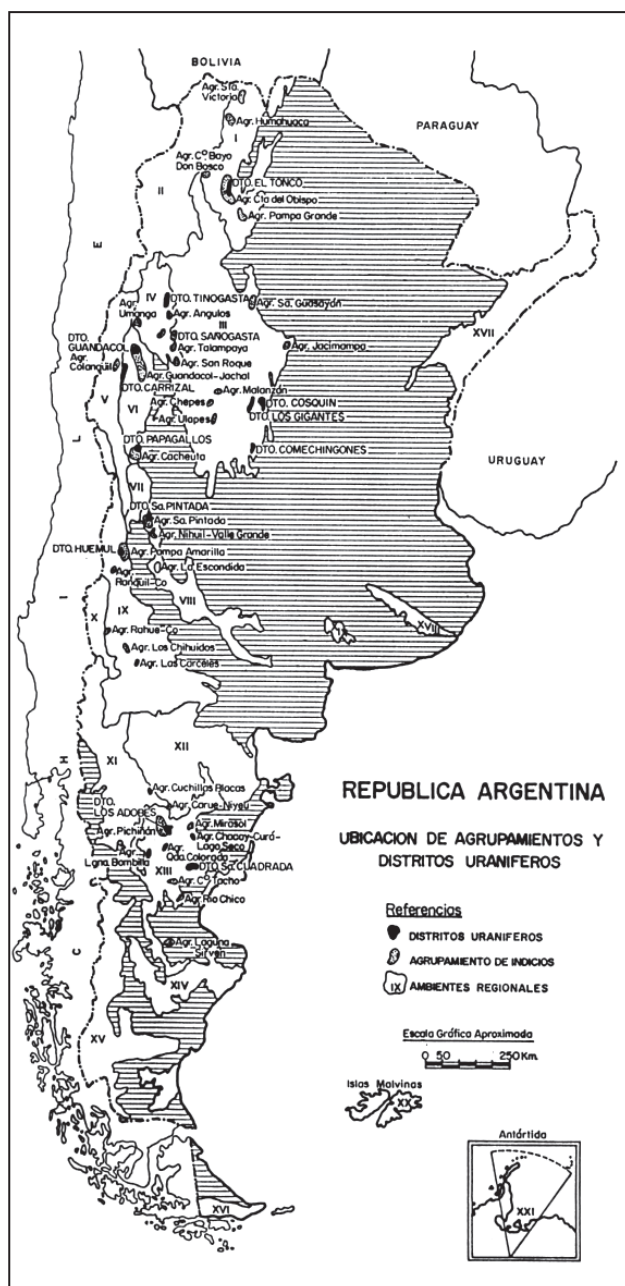 BOLIVIA
Agr. Sta.
Victoria
Agr. Humahuaca
I
PARAGUAY
Agr. Cº Bayo
Don Bosco
II
DTO. EL TONCO
Agr. Cta del Obispo
Agr. Pampa Grande
E
IV
DTO. TINOGASTA
Agr. Sa. Guasayán
Agr.
Umanga
Agr. Angulos
III
XVII
DTO.
GUANDACOL
DTO. SAÑOGASTA
Agr. Talampaya
Agr. Jacimampa
Agr.
Colanguil
Agr. San Roque
Agr. Guandacol-Jachal
DTO. CARRIZAL
Agr. Malanzán
V
VI
Agr. Chepes
DTO. COSQUIN
Agr. Ulapes
DTO. LOS GIGANTES
L
DTO. PAPAGALLOS
DTO. COMECHINGONES
Agr. Cacheuta
URUGUAY
VII
DTO. Sa. PINTADA
Agr. Sa. Pintada
Agr. Nihuil-Valle Grande
DTO. HUEMUL
Agr. Pampa Amarilla
Agr. La Escondida
Agr.
Ranquil-Co
I
X
IX
VIII
Agr. Rahue-Co
XVII
Agr. Los Chihuidos
Agr. Las Carceles
H
XI
XII
Agr. Cuchillos Blacas
DTO.
LOS ADOBES
Agr. Carue-Niyeu
Agr. Pichiñán
Agr. Mirasol
Agr. Chacay-Curá-
Lago Seco
Agr.
Lgna. Bombilla
Agr.
Qda. Colorada
XIII
DTO. Sa. CUADRADA
Agr. Cº Tacho
Agr. Río Chico
C
Agr. Laguna
Sirven
XIV
XV
XVI
REPUBLICA ARGENTINA
UBICACION DE AGRUPAMIENTOS Y
DISTRITOS URANIFEROS
Referencias
DISTRITOS URANIFEROS
AGRUPAMIENTO DE INDICIOS
IX AMBIENTES REGIONALES
Escala Gráfica Aproximada
0 50 250 Km.
Islas Malvinas
XX
Antártida
XXI